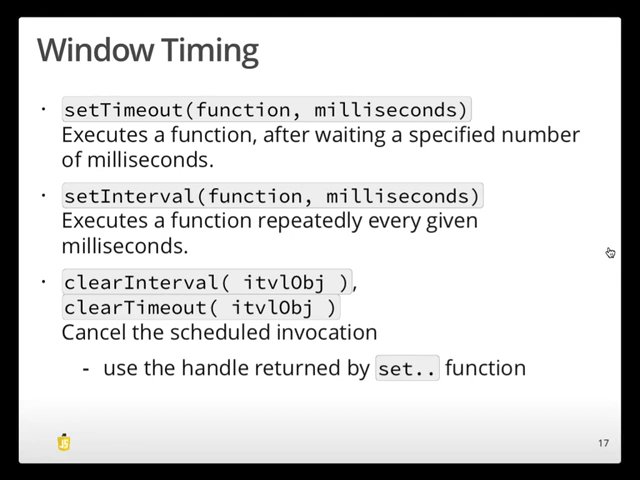 Window Timing
• setTimeout(function, milliseconds)
Executes a function, after waiting a specified number
of milliseconds.
• setInterval(function, milliseconds)
Executes a function repeatedly every given
milliseconds.
• clearInterval( itvlObj ),
clearTimeout( itvlObj )
Cancel the scheduled invocation
- use the handle returned by set.. function
JS
17